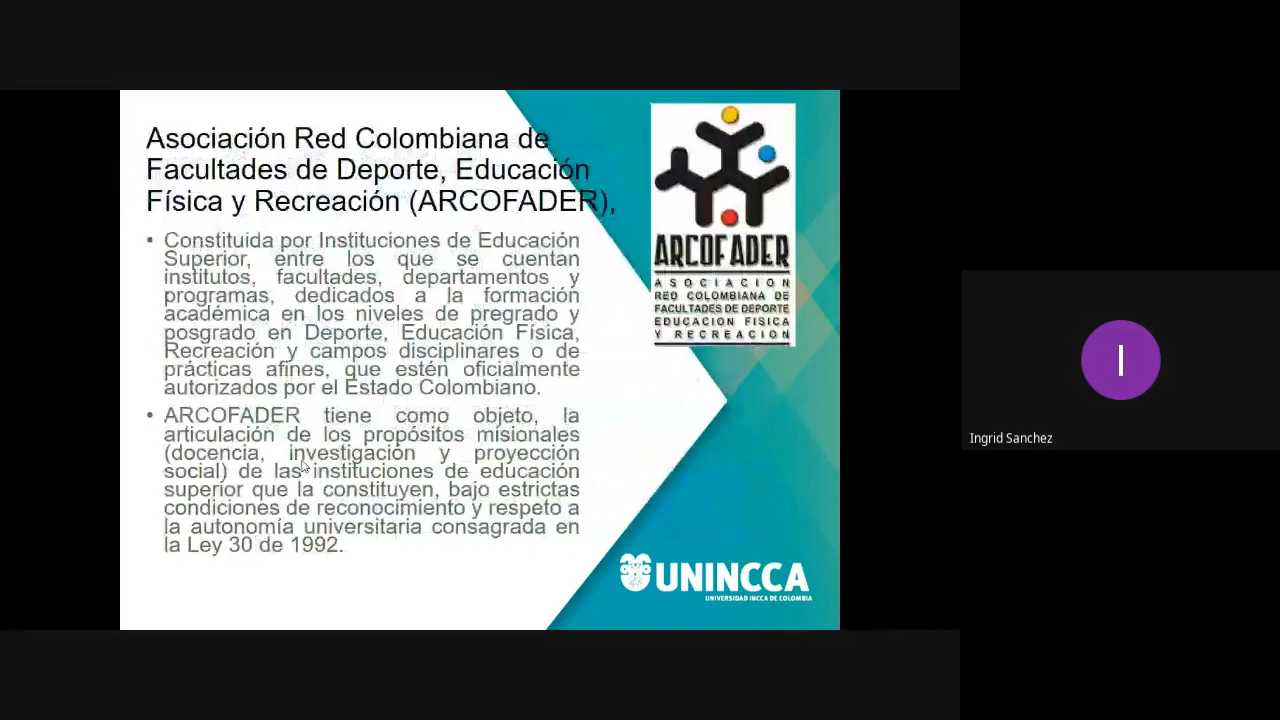 Asociación Red Colombiana de
Facultades de Deporte, Educación
Física y Recreación (ARCOFADER),
▪ Constituida por Instituciones de Educación
Superior, entre los que se cuentan
institutos, facultades, departamentos y
programas, dedicados a la formación
académica en los niveles de pregrado y
posgrado en Deporte, Educación Física,
Recreación y campos disciplinares o de
prácticas afines, que estén oficialmente
autorizados por el Estado Colombiano.
• ARCOFADER tiene como objeto, la
articulación de los propósitos misionales
(docencia, investigación y proyección
social) de las instituciones de educación
superior que la constituyen, bajo estrictas
condiciones de reconocimiento y respeto a
la autonomía universitaria consagrada en
la Ley 30 de 1992.
ARCOFADER
ASOCIACION
RED COLOMBIANA DE
FACULTADES DE DEPORTE
EDUCACION FISICA
Y RECREACION
UNINCCA
UNIVERSIDAD INCCA DE COLOMBIA
I
Ingrid Sanchez